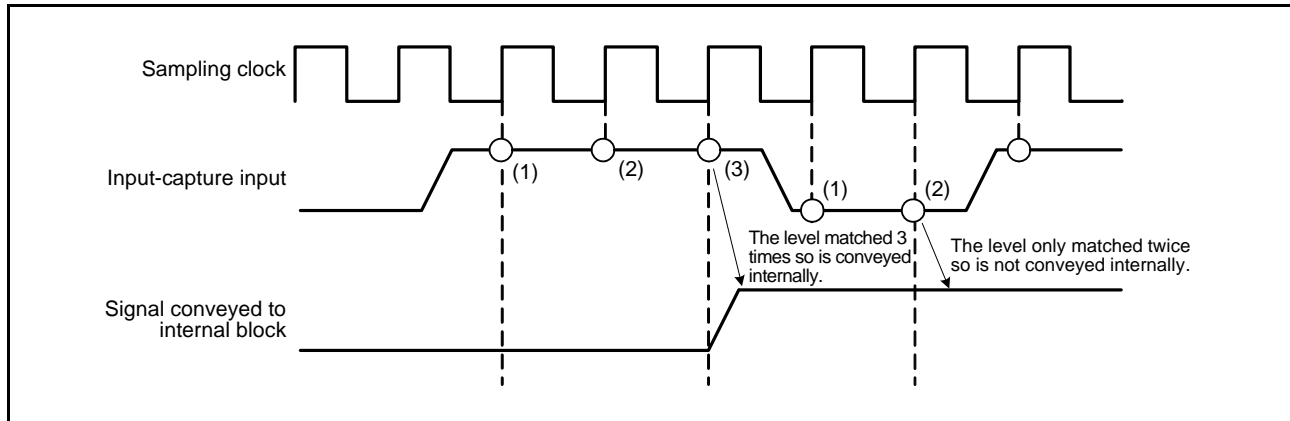 Sampling clock
Input-capture input
(1)
(2)
(3)
(1)
(2)
The level matched 3
times so is conveyed
internally.
The level only matched twice
so is not conveyed internally.
Signal conveyed to
internal block